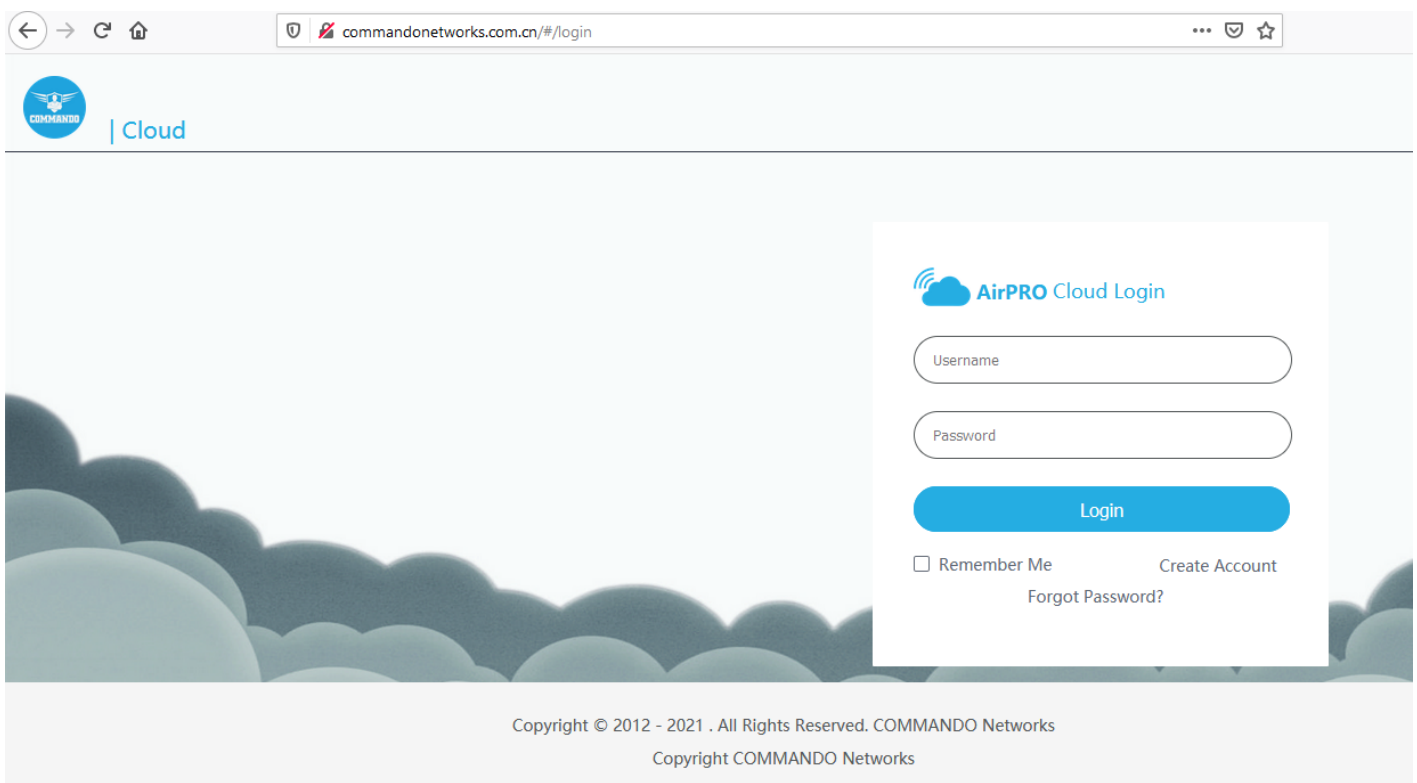 commandonetworks.com.cn/#/login
COMMANDO
| Cloud
AirPRO Cloud Login
Username
Password
Login
Remember Me
Create Account
Forgot Password?
Copyright © 2012 - 2021 . All Rights Reserved. COMMANDO Networks
Copyright COMMANDO Networks